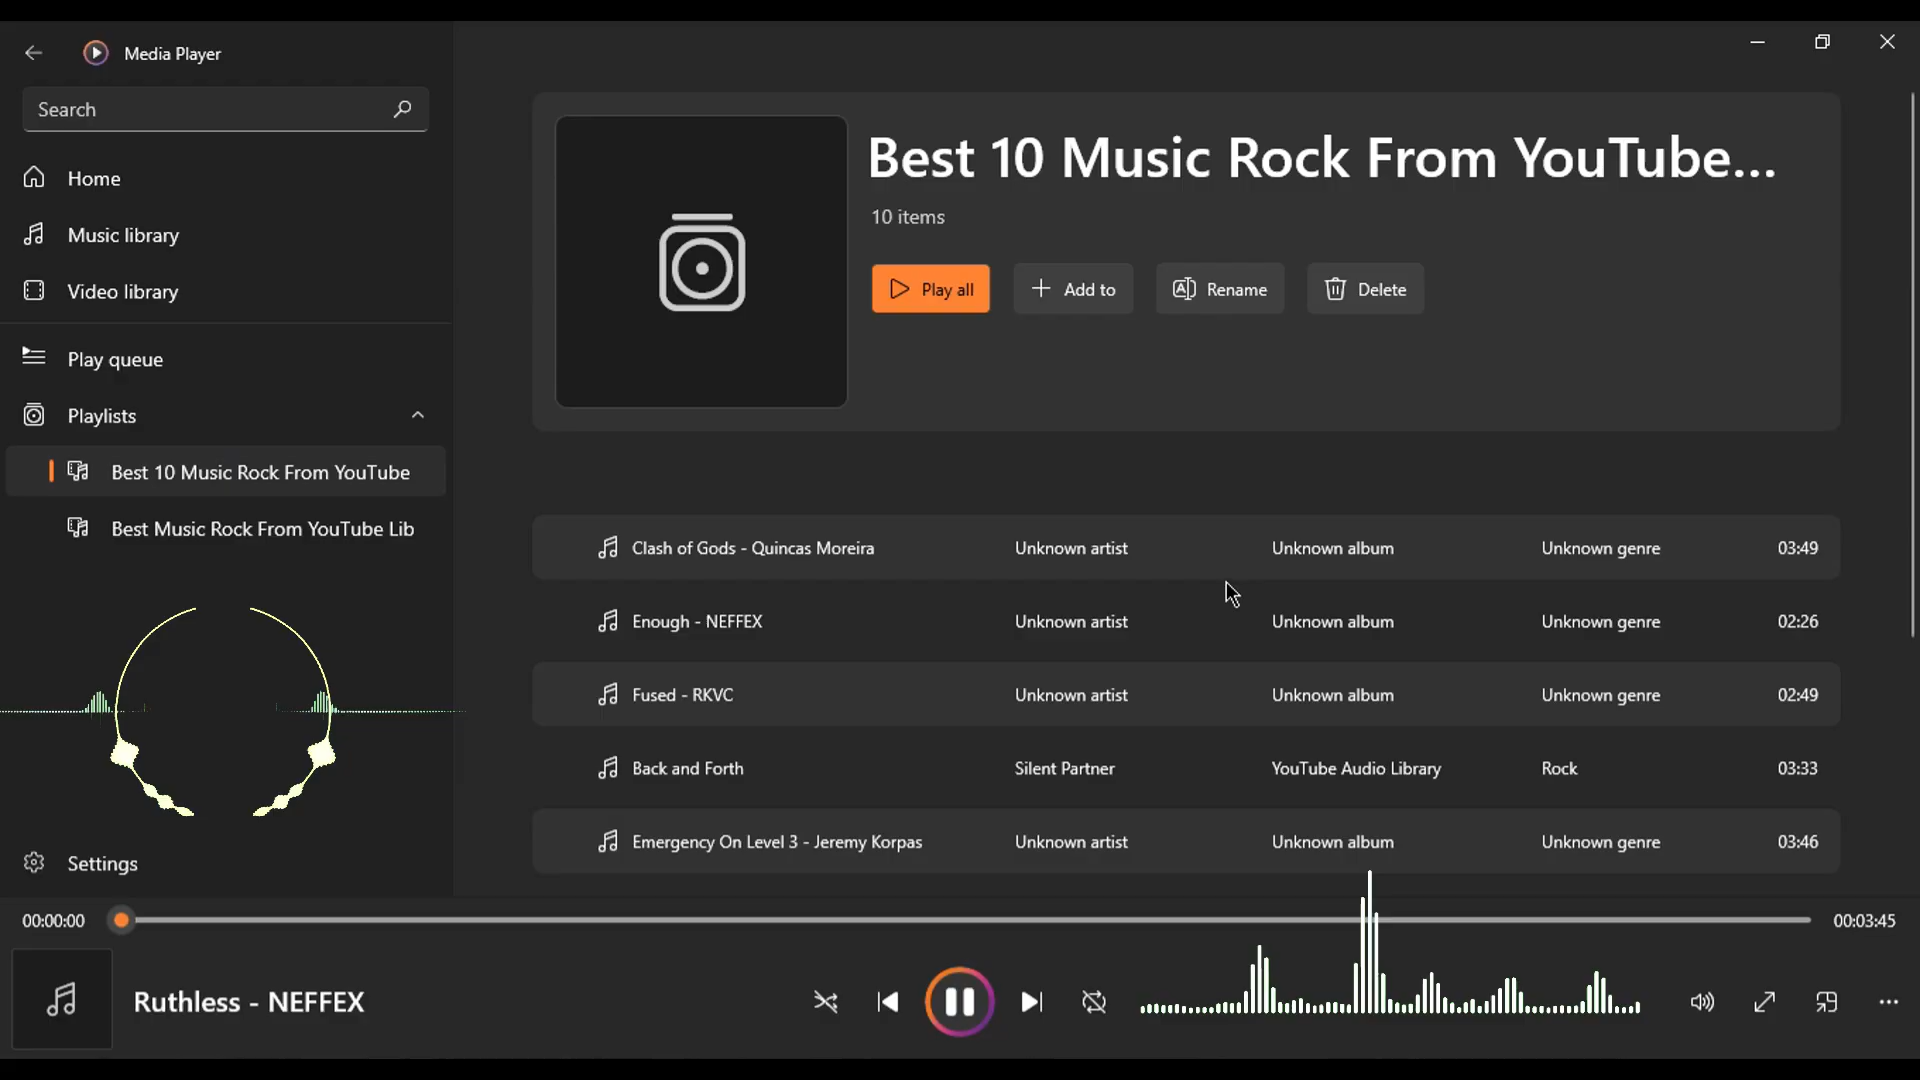 Media Player
Search
Home
Music library
Video library
Play queue
Playlists
Best 10 Music Rock From YouTube
Best Music Rock From YouTube Lib
Settings
Best 10 Music Rock From YouTube...
10 items
Play all
Add to
Rename
Delete
Clash of Gods - Quincas Moreira Unknown artist Unknown album Unknown genre 03:49
Enough - NEFFEX Unknown artist Unknown album Unknown genre 02:26
Fused - RKVC Unknown artist Unknown album Unknown genre 02:49
Back and Forth Silent Partner YouTube Audio Library Rock 03:33
Emergency On Level 3 - Jeremy Korpas Unknown artist Unknown album Unknown genre 03:46
00:00:00
00:03:45
Ruthless - NEFFEX